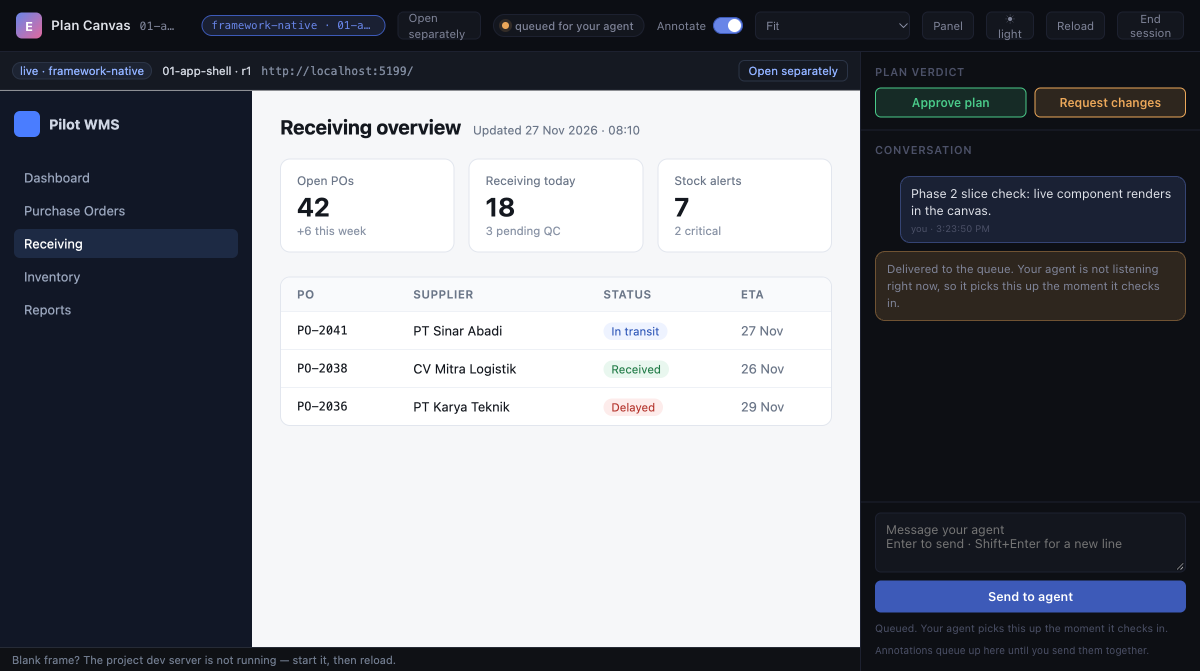 E Plan Canvas 01-a… framework-native · 01-a… Open separately queued for your agent Annotate Fit Panel light Reload End session
live · framework-native 01-app-shell · r1 http://localhost:5199/ Open separately
Pilot WMS
Dashboard
Purchase Orders
Receiving
Inventory
Reports
Receiving overview Updated 27 Nov 2026 · 08:10
Open POs
42
+6 this week
Receiving today
18
3 pending QC
Stock alerts
7
2 critical
PO SUPPLIER STATUS ETA
PO–2041 PT Sinar Abadi In transit 27 Nov
PO–2038 CV Mitra Logistik Received 26 Nov
PO–2036 PT Karya Teknik Delayed 29 Nov
Blank frame? The project dev server is not running — start it, then reload.
PLAN VERDICT
Approve plan Request changes
CONVERSATION
Phase 2 slice check: live component renders
in the canvas.
you · 3:23:50 PM
Delivered to the queue. Your agent is not listening
right now, so it picks this up the moment it checks
in.
Message your agent
Enter to send · Shift+Enter for a new line
Send to agent
Queued. Your agent picks this up the moment it checks in.
Annotations queue up here until you send them together.